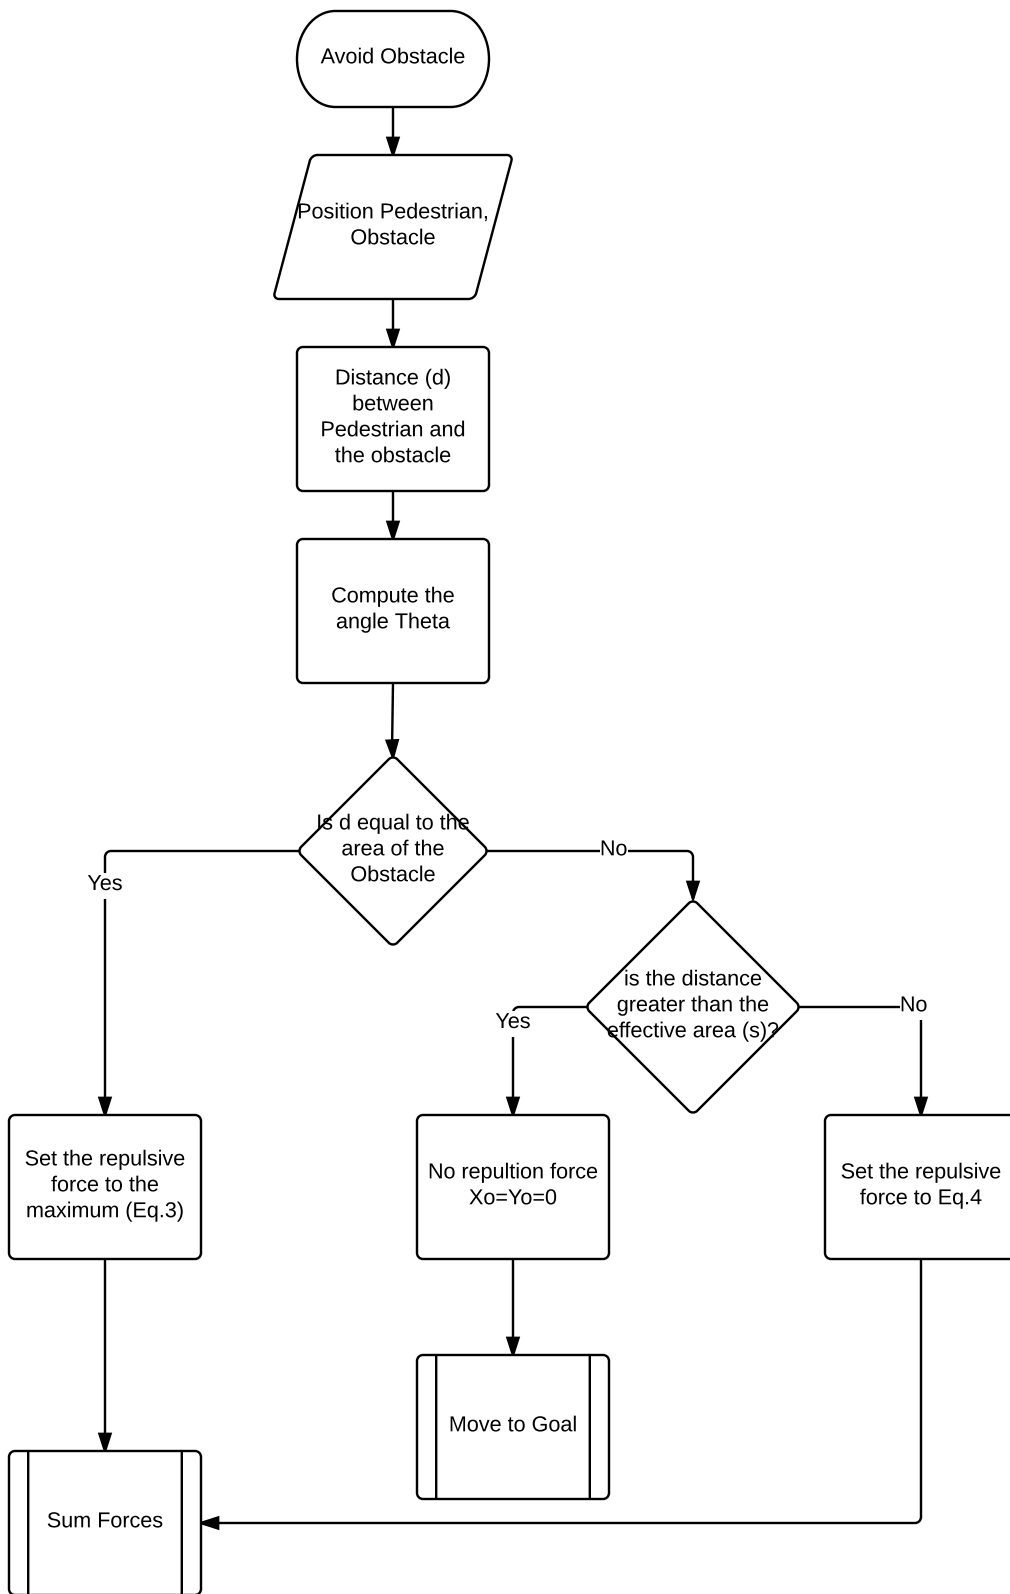 Avoid Obstacle
Position Pedestrian,
Obstacle
Distance (d)
between
Pedestrian and
the obstacle
Compute the
angle Theta
Is d equal to the
area of the
Obstacle
Yes
No
is the distance
greater than the
effective area (s)?
Yes
No
Set the repulsive
force to the
maximum (Eq.3)
No repultion force
Xo=Yo=0
Set the repulsive
force to Eq.4
Move to Goal
Sum Forces